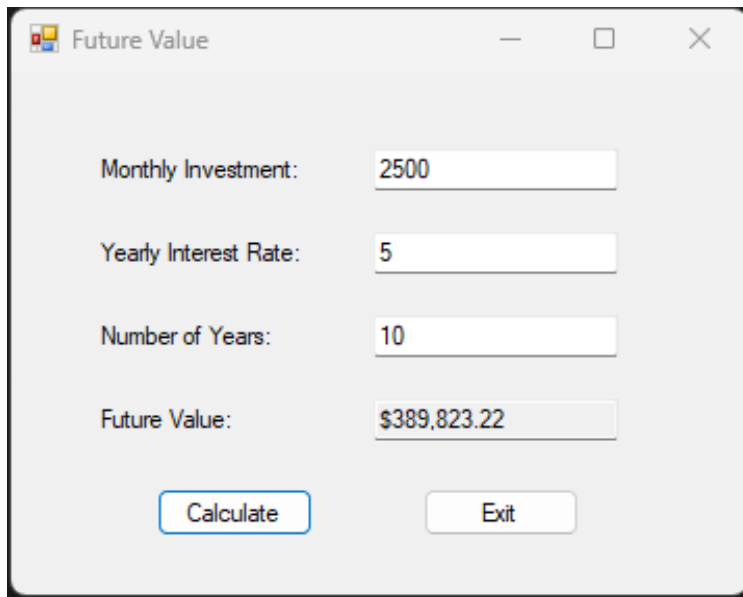 Future Value
Monthly Investment: 2500
Yearly Interest Rate: 5
Number of Years: 10
Future Value: $389,823.22
Calculate Exit